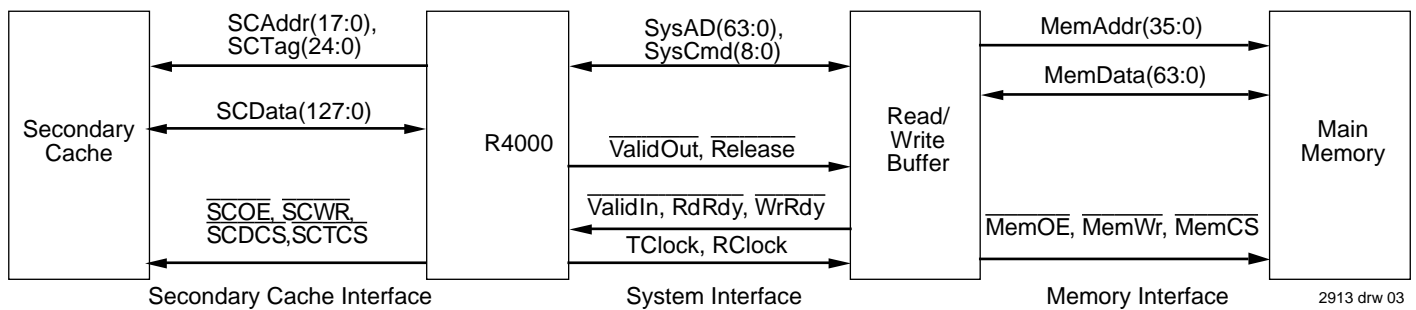 SCAddr(17:0),
SCTag(24:0)
SysAD(63:0),
SysCmd(8:0)
MemAddr(35:0)
MemData(63:0)
SCData(127:0)
Secondary
Cache
R4000
Read/
Write
Buffer
Main
Memory
ValidOut, Release
SCOE, SCWR,
SCDCS,SCTCS
ValidIn, RdRdy, WrRdy
MemOE, MemWr, MemCS
TClock, RClock
Secondary Cache Interface
System Interface
Memory Interface
2913 drw 03